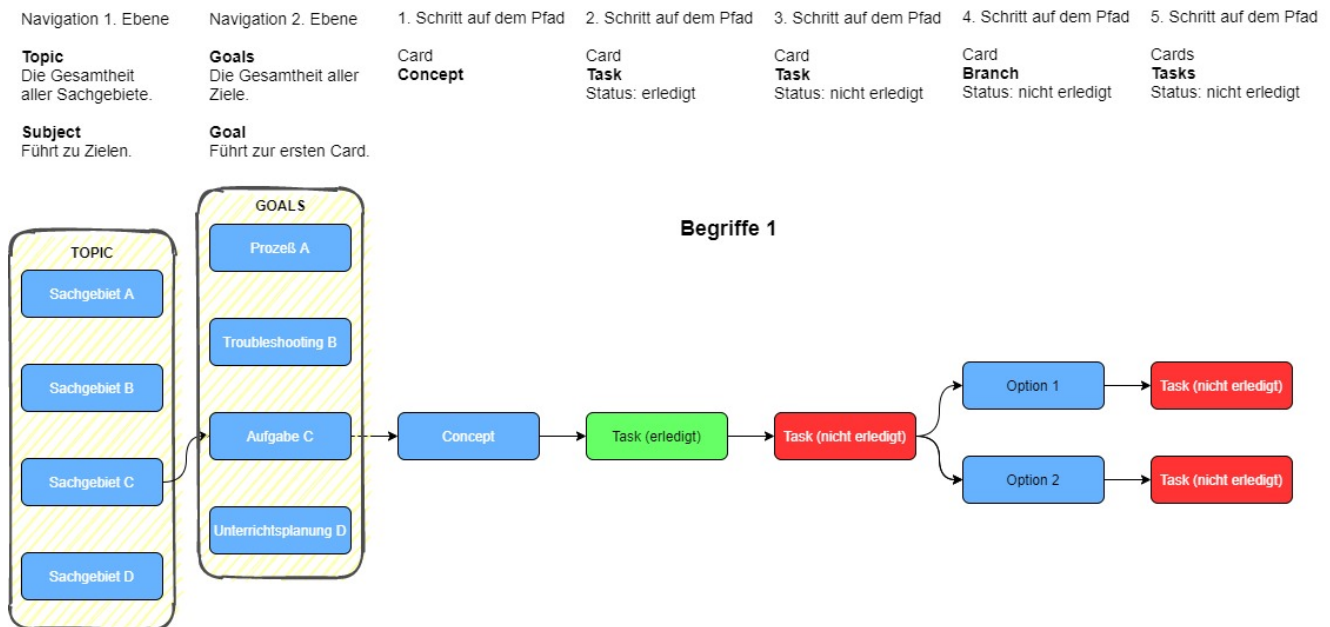 Navigation 1. Ebene
Topic
Die Gesamtheit
aller Sachgebiete.
Subject
Führt zu Zielen.
Navigation 2. Ebene
Goals
Die Gesamtheit aller
Ziele.
Goal
Führt zur ersten Card.
1. Schritt auf dem Pfad
Card
Concept
2. Schritt auf dem Pfad
Card
Task
Status: erledigt
3. Schritt auf dem Pfad
Card
Task
Status: nicht erledigt
4. Schritt auf dem Pfad
Card
Branch
Status: nicht erledigt
5. Schritt auf dem Pfad
Cards
Tasks
Status: nicht erledigt
Begriffe 1
TOPIC
Sachgebiet A
Sachgebiet B
Sachgebiet C
Sachgebiet D
GOALS
Prozeß A
Troubleshooting B
Aufgabe C
Unterrichtsplanung D
Concept
Task (erledigt)
Task (nicht erledigt)
Option 1
Task (nicht erledigt)
Option 2
Task (nicht erledigt)